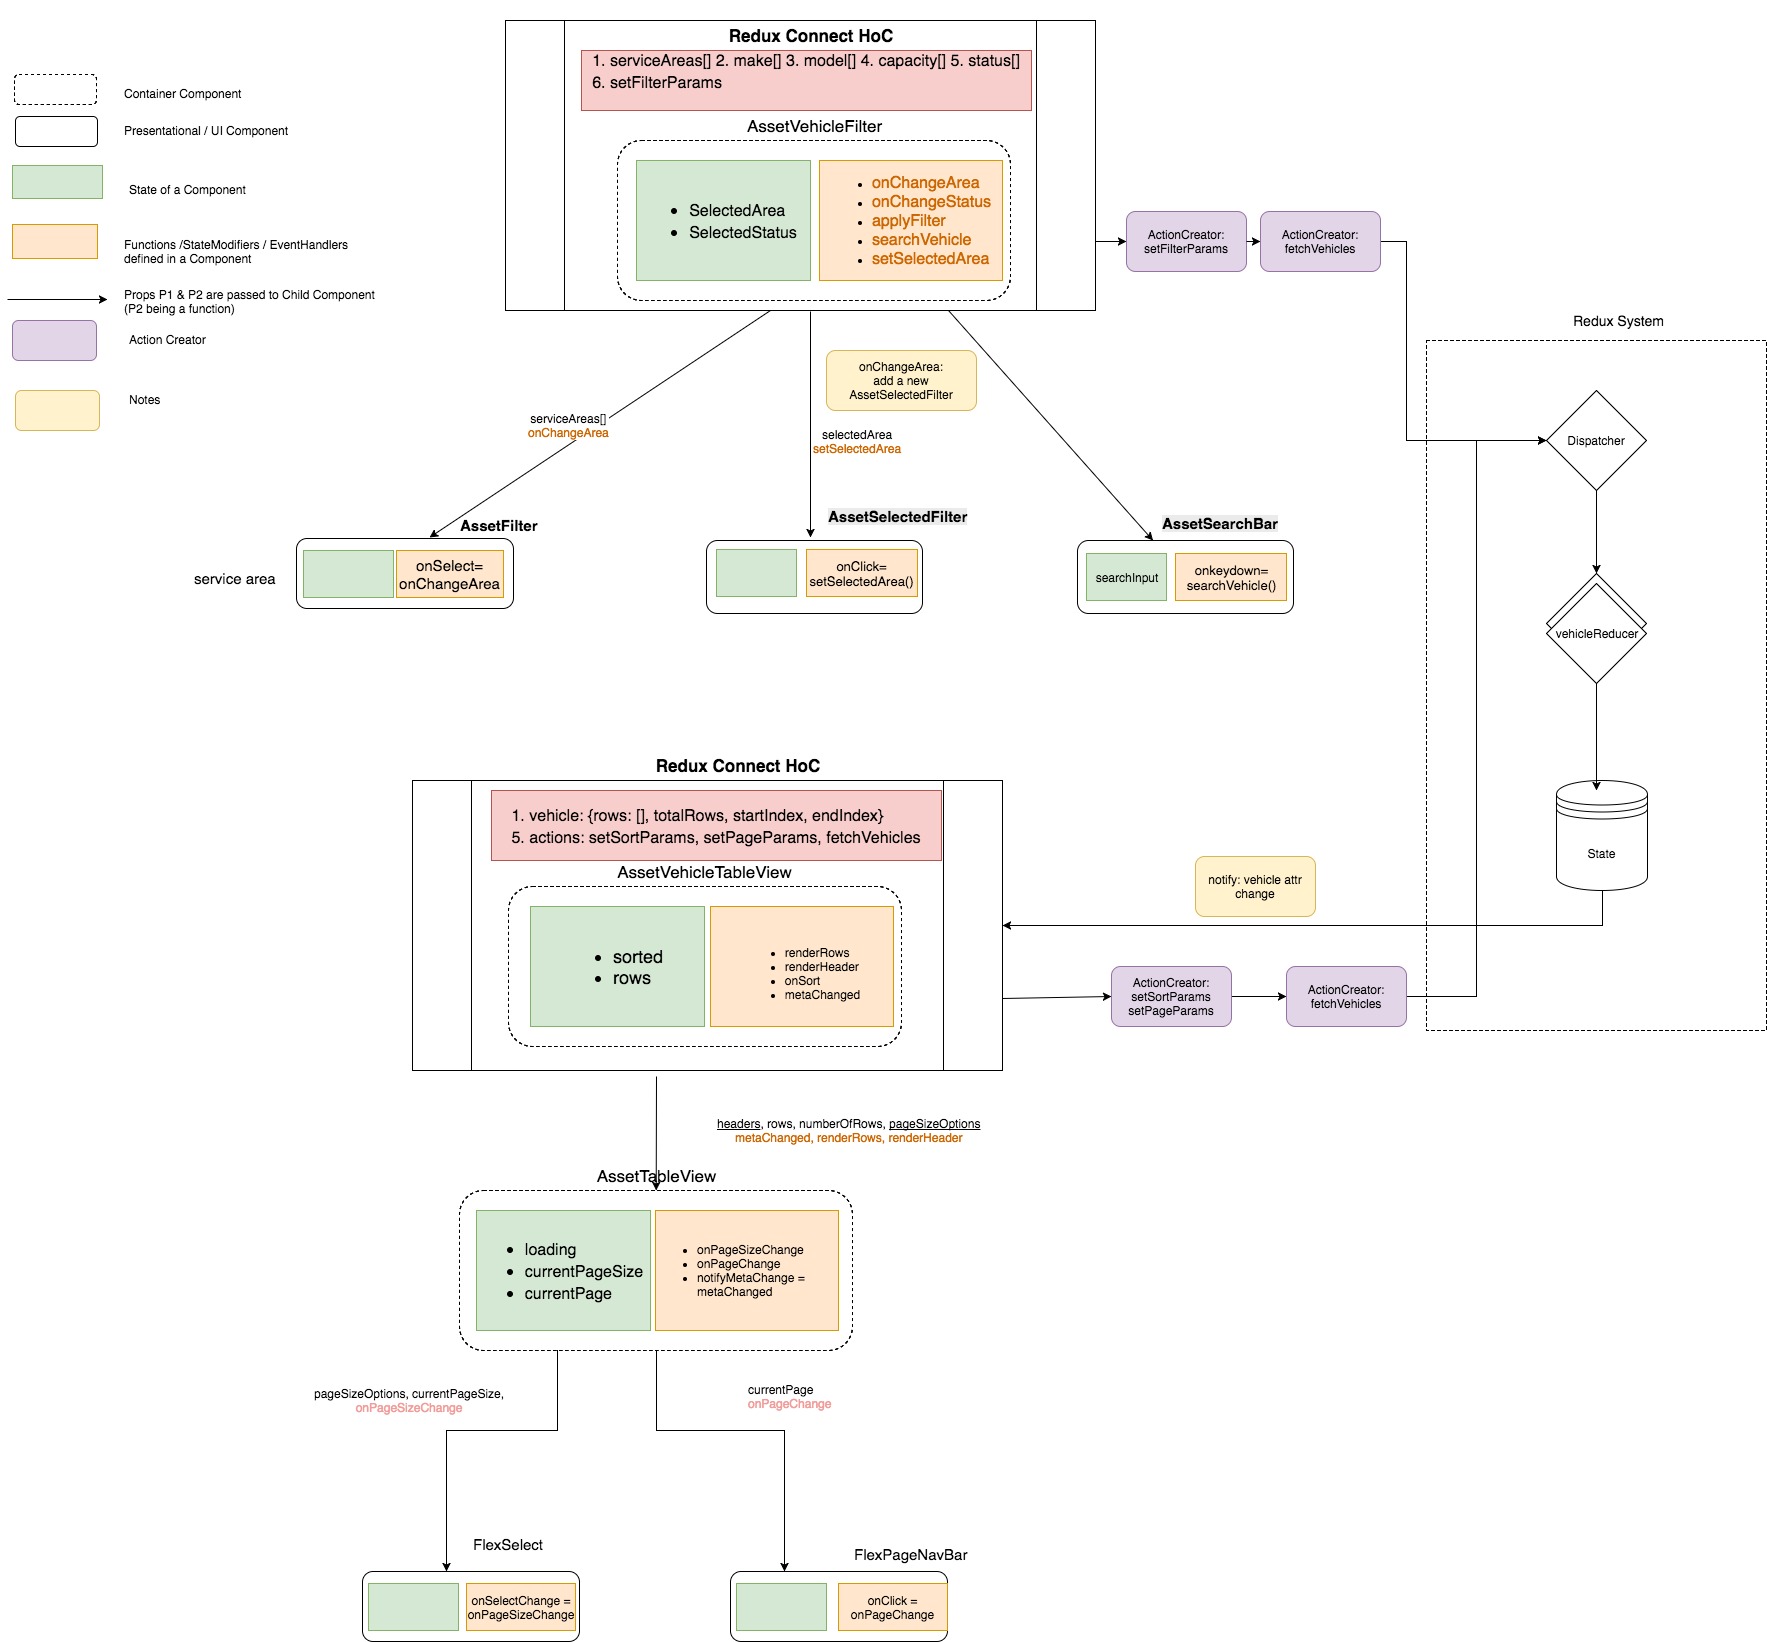 Redux Connect HoC
1. serviceAreas[] 2. make[] 3. model[] 4. capacity[] 5. status[]
6. setFilterParams
AssetVehicleFilter
• SelectedArea
• SelectedStatus
• onChangeArea
• onChangeStatus
• applyFilter
• searchVehicle
• setSelectedArea
Container Component
Presentational / UI Component
State of a Component
Functions /StateModifiers / EventHandlers
defined in a Component
Props P1 & P2 are passed to Child Component
(P2 being a function)
Action Creator
Notes
ActionCreator:
setFilterParams
ActionCreator:
fetchVehicles
Redux System
Dispatcher
vehicleReducer
State
onChangeArea:
add a new
AssetSelectedFilter
serviceAreas[]
onChangeArea
selectedArea
setSelectedArea
AssetFilter
service area
onSelect=
onChangeArea
AssetSelectedFilter
onClick=
setSelectedArea()
AssetSearchBar
searchInput
onkeydown=
searchVehicle()
Redux Connect HoC
1. vehicle: {rows: [], totalRows, startIndex, endIndex}
5. actions: setSortParams, setPageParams, fetchVehicles
AssetVehicleTableView
• sorted
• rows
• renderRows
• renderHeader
• onSort
• metaChanged
notify: vehicle attr
change
ActionCreator:
setSortParams
setPageParams
ActionCreator:
fetchVehicles
headers, rows, numberOfRows, pageSizeOptions
metaChanged, renderRows, renderHeader
AssetTableView
• loading
• currentPageSize
• currentPage
• onPageSizeChange
• onPageChange
• notifyMetaChange =
metaChanged
pageSizeOptions, currentPageSize,
onPageSizeChange
currentPage
onPageChange
FlexSelect
onSelectChange =
onPageSizeChange
FlexPageNavBar
onClick =
onPageChange